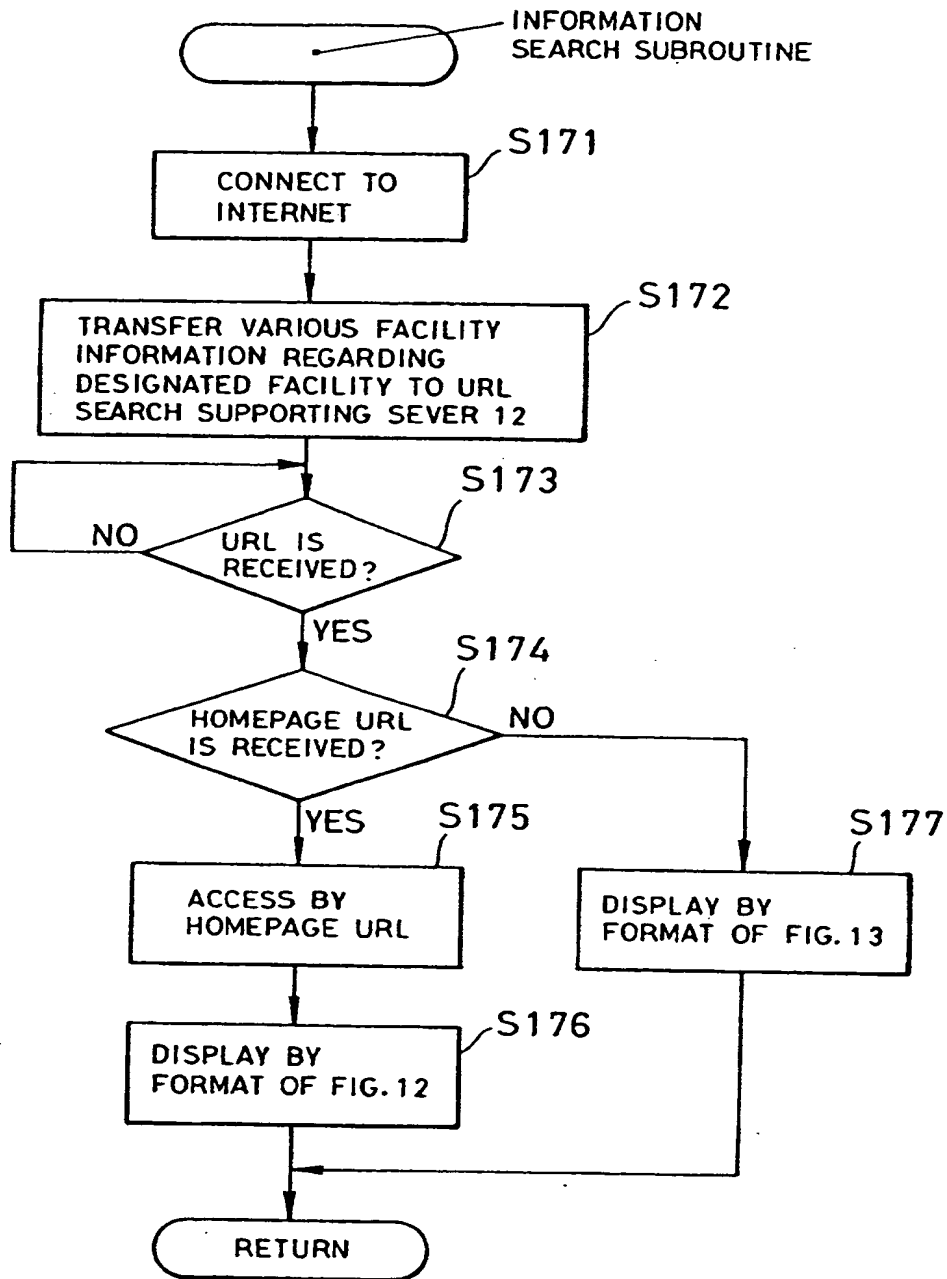 INFORMATION
SEARCH SUBROUTINE
S171
CONNECT TO
INTERNET
S172
TRANSFER VARIOUS FACILITY
INFORMATION REGARDING
DESIGNATED FACILITY TO URL
SEARCH SUPPORTING SEVER 12
S173
NO
URL IS
RECEIVED?
YES
S174
HOMEPAGE URL
IS RECEIVED?
NO
YES
S175
ACCESS BY
HOMEPAGE URL
S177
DISPLAY BY
FORMAT OF FIG.13
S176
DISPLAY BY
FORMAT OF FIG.12
RETURN